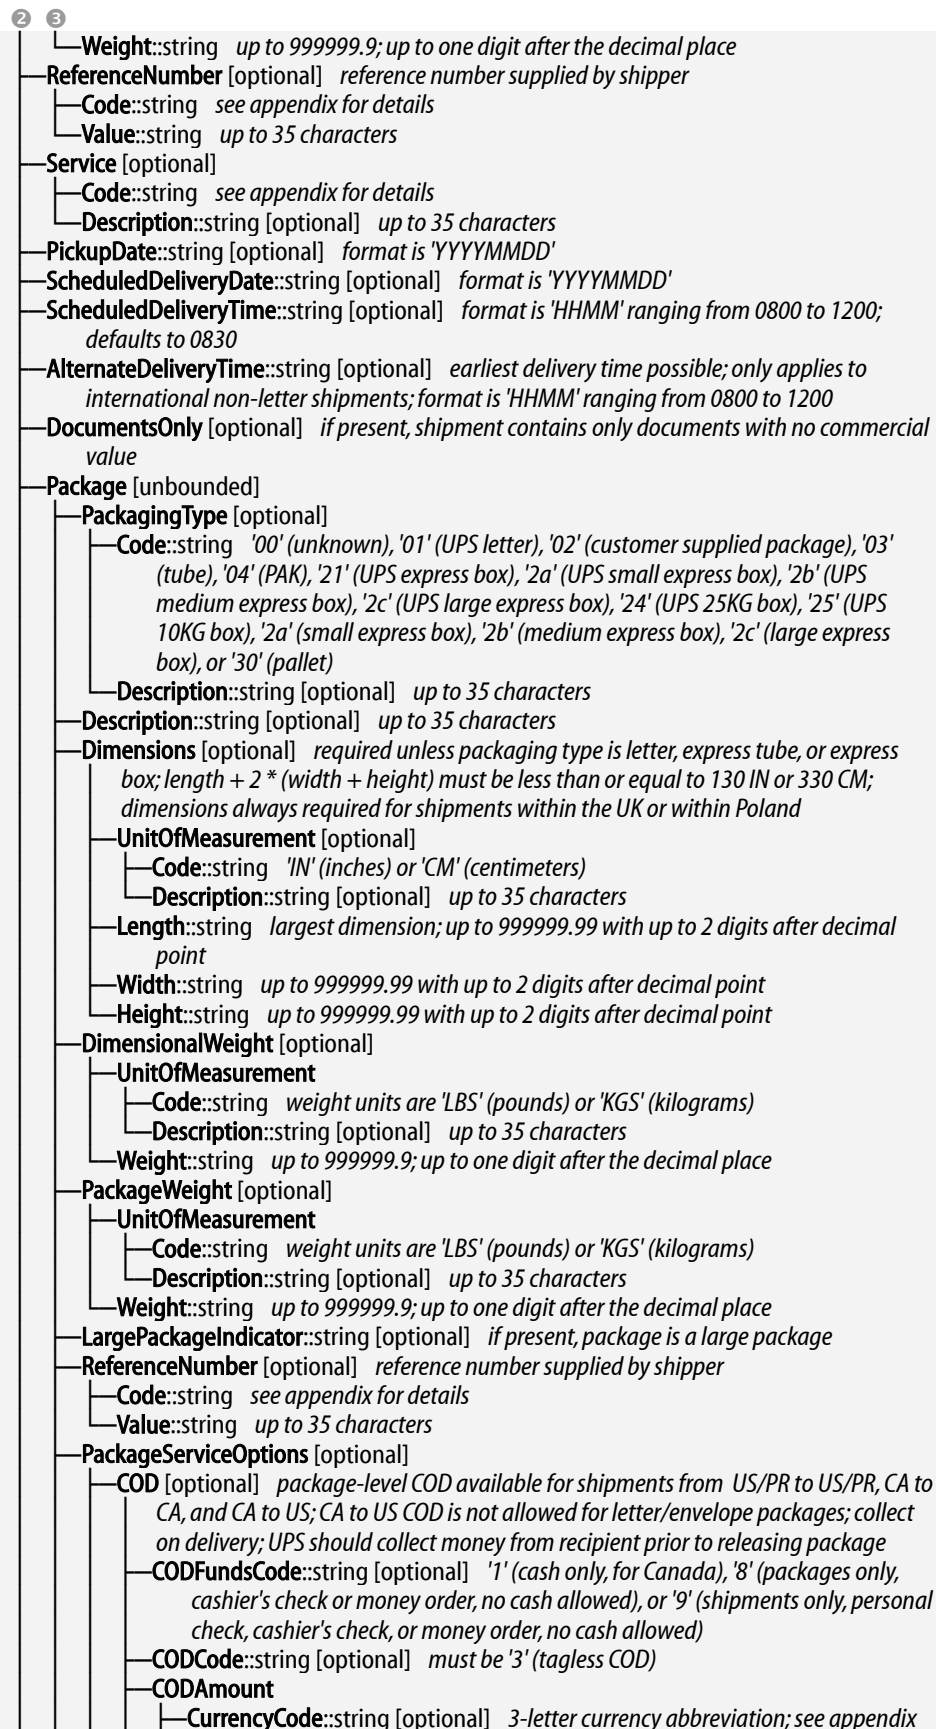 2 3
Weight::string up to 999999.9; up to one digit after the decimal place
ReferenceNumber [optional] reference number supplied by shipper
Code::string see appendix for details
Value::string up to 35 characters
Service [optional]
Code::string see appendix for details
Description::string [optional] up to 35 characters
PickupDate::string [optional] format is 'YYYYMMDD'
ScheduledDeliveryDate::string [optional] format is 'YYYYMMDD'
ScheduledDeliveryTime::string [optional] format is 'HHMM' ranging from 0800 to 1200;
defaults to 0830
AlternateDeliveryTime::string [optional] earliest delivery time possible; only applies to
international non-letter shipments; format is 'HHMM' ranging from 0800 to 1200
DocumentsOnly [optional] if present, shipment contains only documents with no commercial
value
Package [unbounded]
PackagingType [optional]
Code::string '00' (unknown), '01' (UPS letter), '02' (customer supplied package), '03'
(tube), '04' (PAK), '21' (UPS express box), '2a' (UPS small express box), '2b' (UPS
medium express box), '2c' (UPS large express box), '24' (UPS 25KG box), '25' (UPS
10KG box), '2a' (small express box), '2b' (medium express box), '2c' (large express
box), or '30' (pallet)
Description::string [optional] up to 35 characters
Description::string [optional] up to 35 characters
Dimensions [optional] required unless packaging type is letter, express tube, or express
box; length + 2 * (width + height) must be less than or equal to 130 IN or 330 CM;
dimensions always required for shipments within the UK or within Poland
UnitOfMeasurement [optional]
Code::string 'IN' (inches) or 'CM' (centimeters)
Description::string [optional] up to 35 characters
Length::string largest dimension; up to 999999.99 with up to 2 digits after decimal
point
Width::string up to 999999.99 with up to 2 digits after decimal point
Height::string up to 999999.99 with up to 2 digits after decimal point
DimensionalWeight [optional]
UnitOfMeasurement
Code::string weight units are 'LBS' (pounds) or 'KGS' (kilograms)
Description::string [optional] up to 35 characters
Weight::string up to 999999.9; up to one digit after the decimal place
PackageWeight [optional]
UnitOfMeasurement
Code::string weight units are 'LBS' (pounds) or 'KGS' (kilograms)
Description::string [optional] up to 35 characters
Weight::string up to 999999.9; up to one digit after the decimal place
LargePackageIndicator::string [optional] if present, package is a large package
ReferenceNumber [optional] reference number supplied by shipper
Code::string see appendix for details
Value::string up to 35 characters
PackageServiceOptions [optional]
COD [optional] package-level COD available for shipments from US/PR to US/PR, CA to
CA, and CA to US; CA to US COD is not allowed for letter/envelope packages; collect
on delivery; UPS should collect money from recipient prior to releasing package
CODFundsCode::string [optional] '1' (cash only, for Canada), '8' (packages only,
cashier's check or money order, no cash allowed), or '9' (shipments only, personal
check, cashier's check, or money order, no cash allowed)
CODCode::string [optional] must be '3' (tagless COD)
CODAmount
CurrencyCode::string [optional] 3-letter currency abbreviation; see appendix